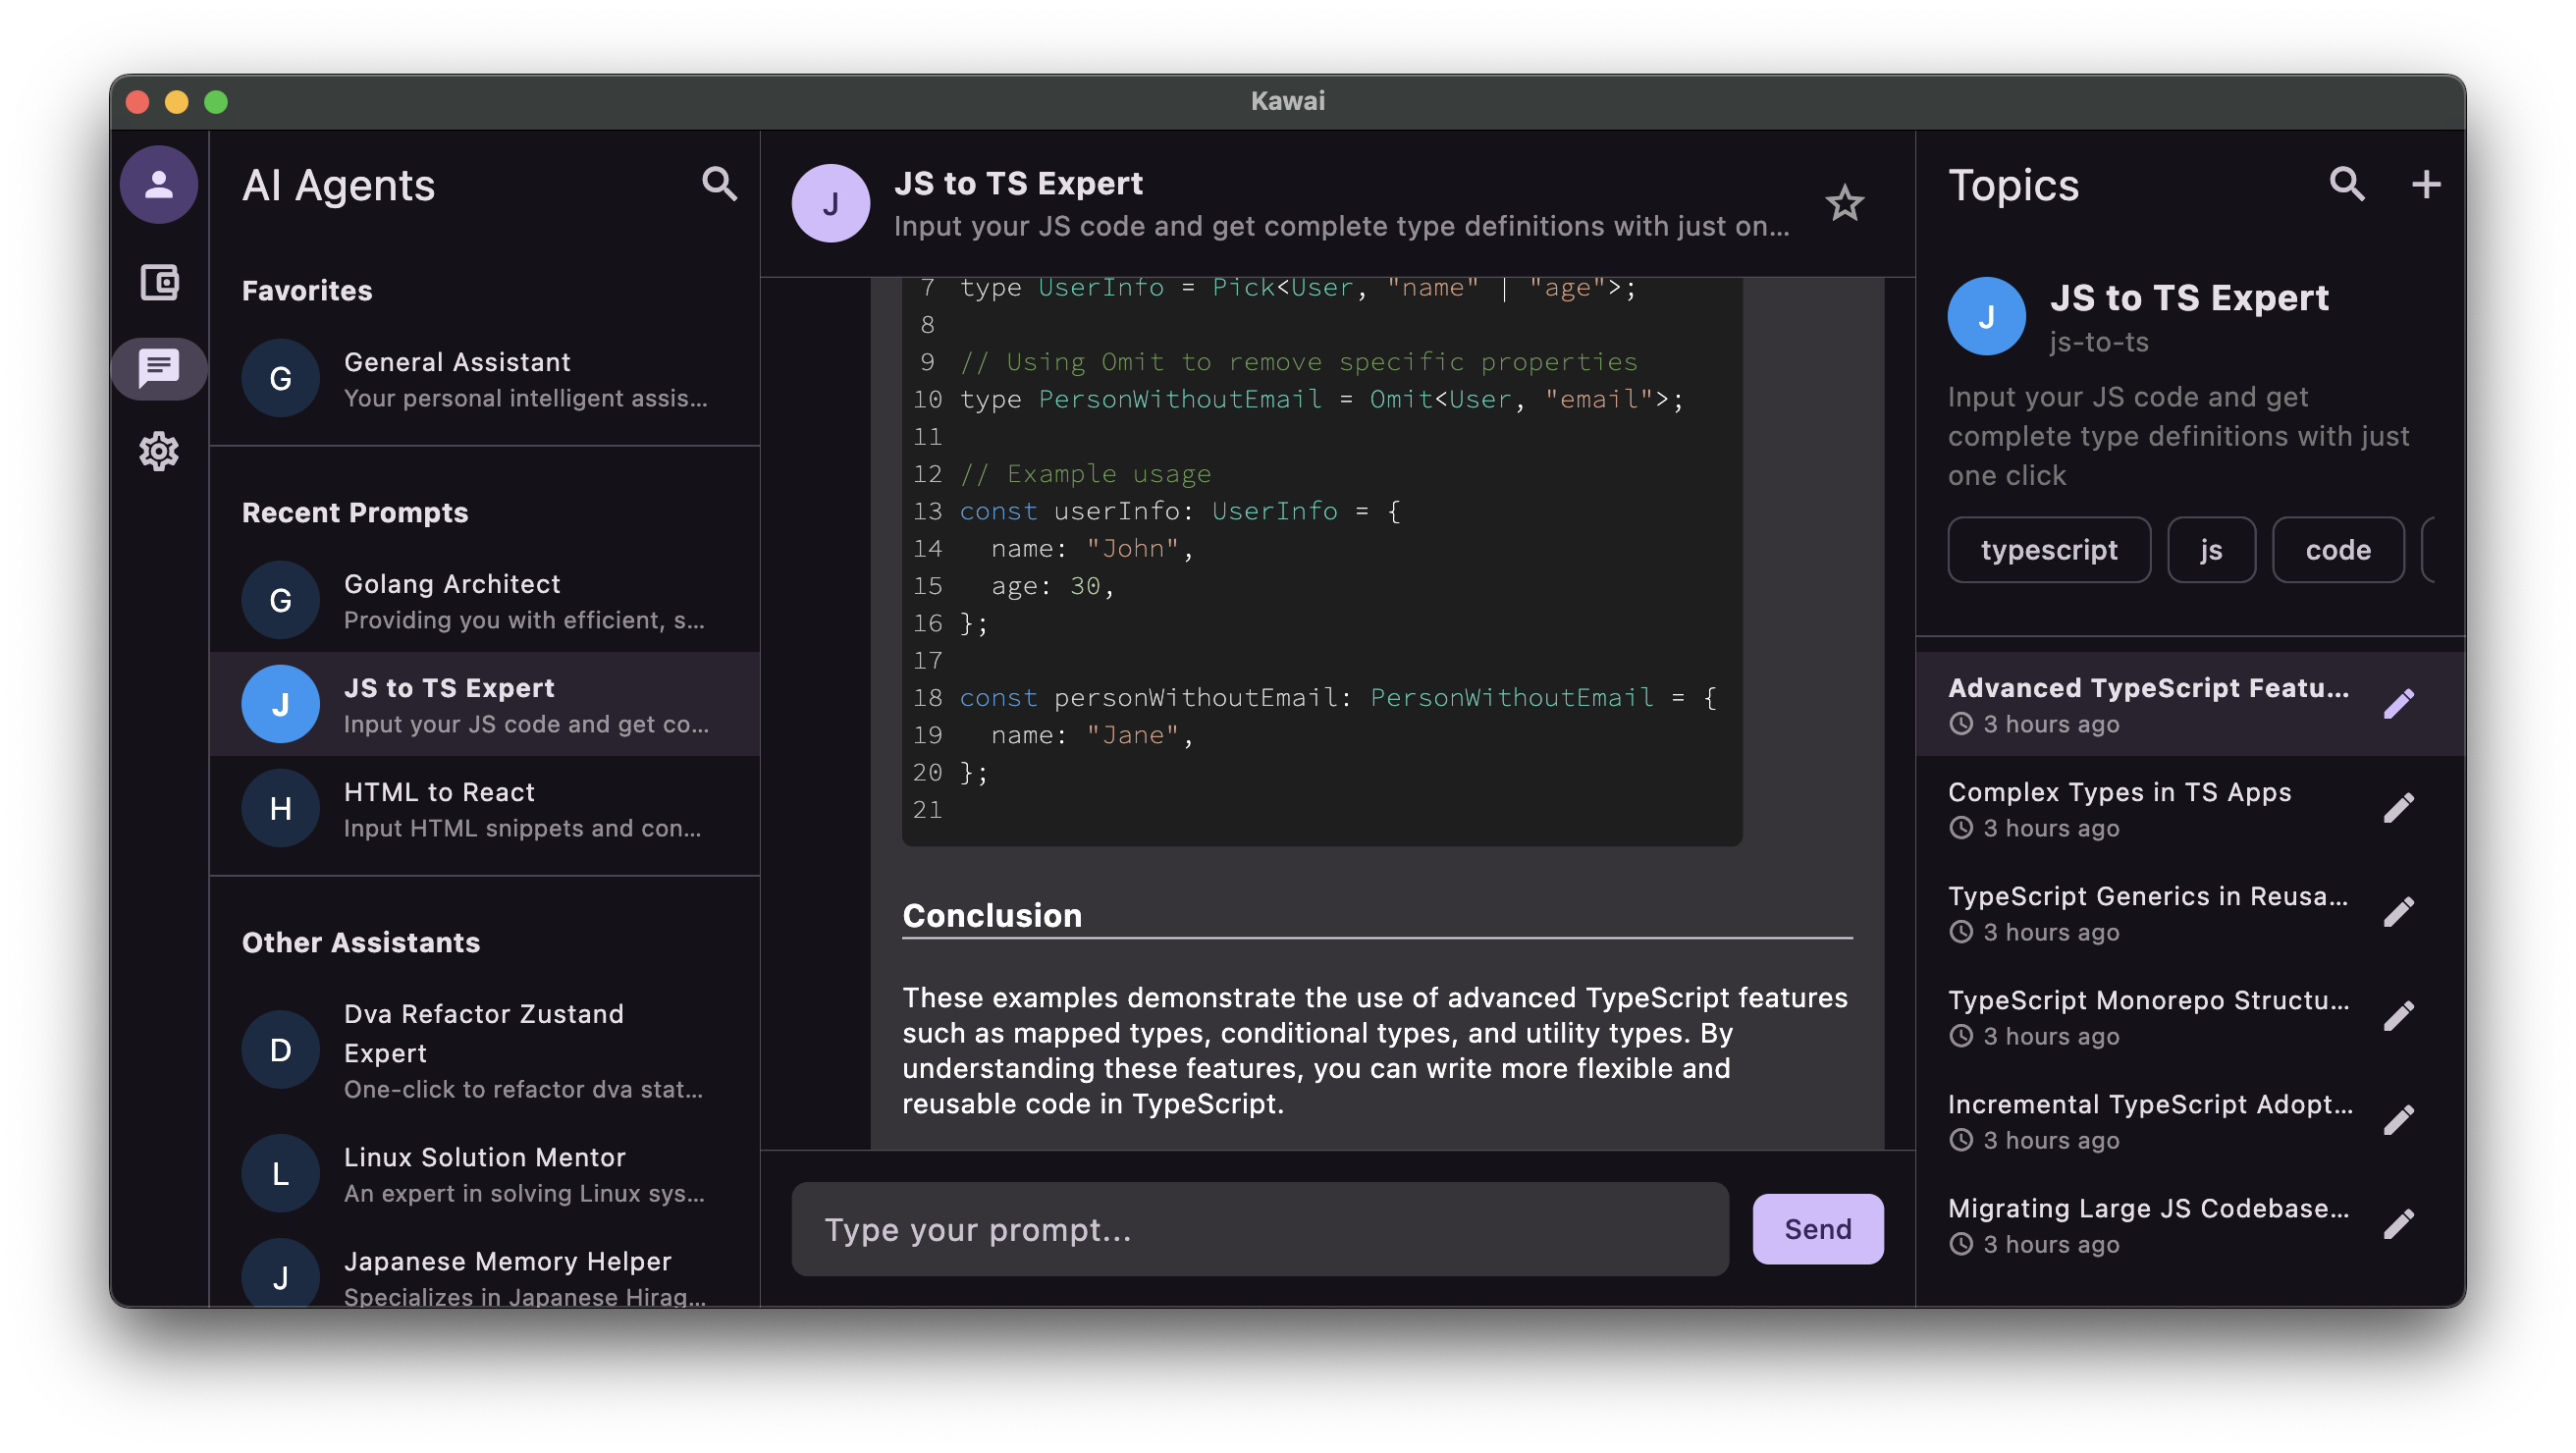 Kawai
AI Agents
Favorites
G
General Assistant
Your personal intelligent assis...
Recent Prompts
G
Golang Architect
Providing you with efficient, s...
J
JS to TS Expert
Input your JS code and get co...
H
HTML to React
Input HTML snippets and con...
Other Assistants
D
Dva Refactor Zustand
Expert
One-click to refactor dva stat...
L
Linux Solution Mentor
An expert in solving Linux sys...
J
Japanese Memory Helper
Specializes in Japanese Hirag...
J
JS to TS Expert
Input your JS code and get complete type definitions with just on...
7 type UserInfo = Pick<User, "name" | "age">;
8
9 // Using Omit to remove specific properties
10 type PersonWithoutEmail = Omit<User, "email">;
11
12 // Example usage
13 const userInfo: UserInfo = {
14   name: "John",
15   age: 30,
16 };
17
18 const personWithoutEmail: PersonWithoutEmail = {
19   name: "Jane",
20 };
21
Conclusion
These examples demonstrate the use of advanced TypeScript features
such as mapped types, conditional types, and utility types. By
understanding these features, you can write more flexible and
reusable code in TypeScript.
Type your prompt...
Send
Topics
J
JS to TS Expert
js-to-ts
Input your JS code and get
complete type definitions with just
one click
typescript js code
Advanced TypeScript Featu...
3 hours ago
Complex Types in TS Apps
3 hours ago
TypeScript Generics in Reusa...
3 hours ago
TypeScript Monorepo Structu...
3 hours ago
Incremental TypeScript Adopt...
3 hours ago
Migrating Large JS Codebase...
3 hours ago